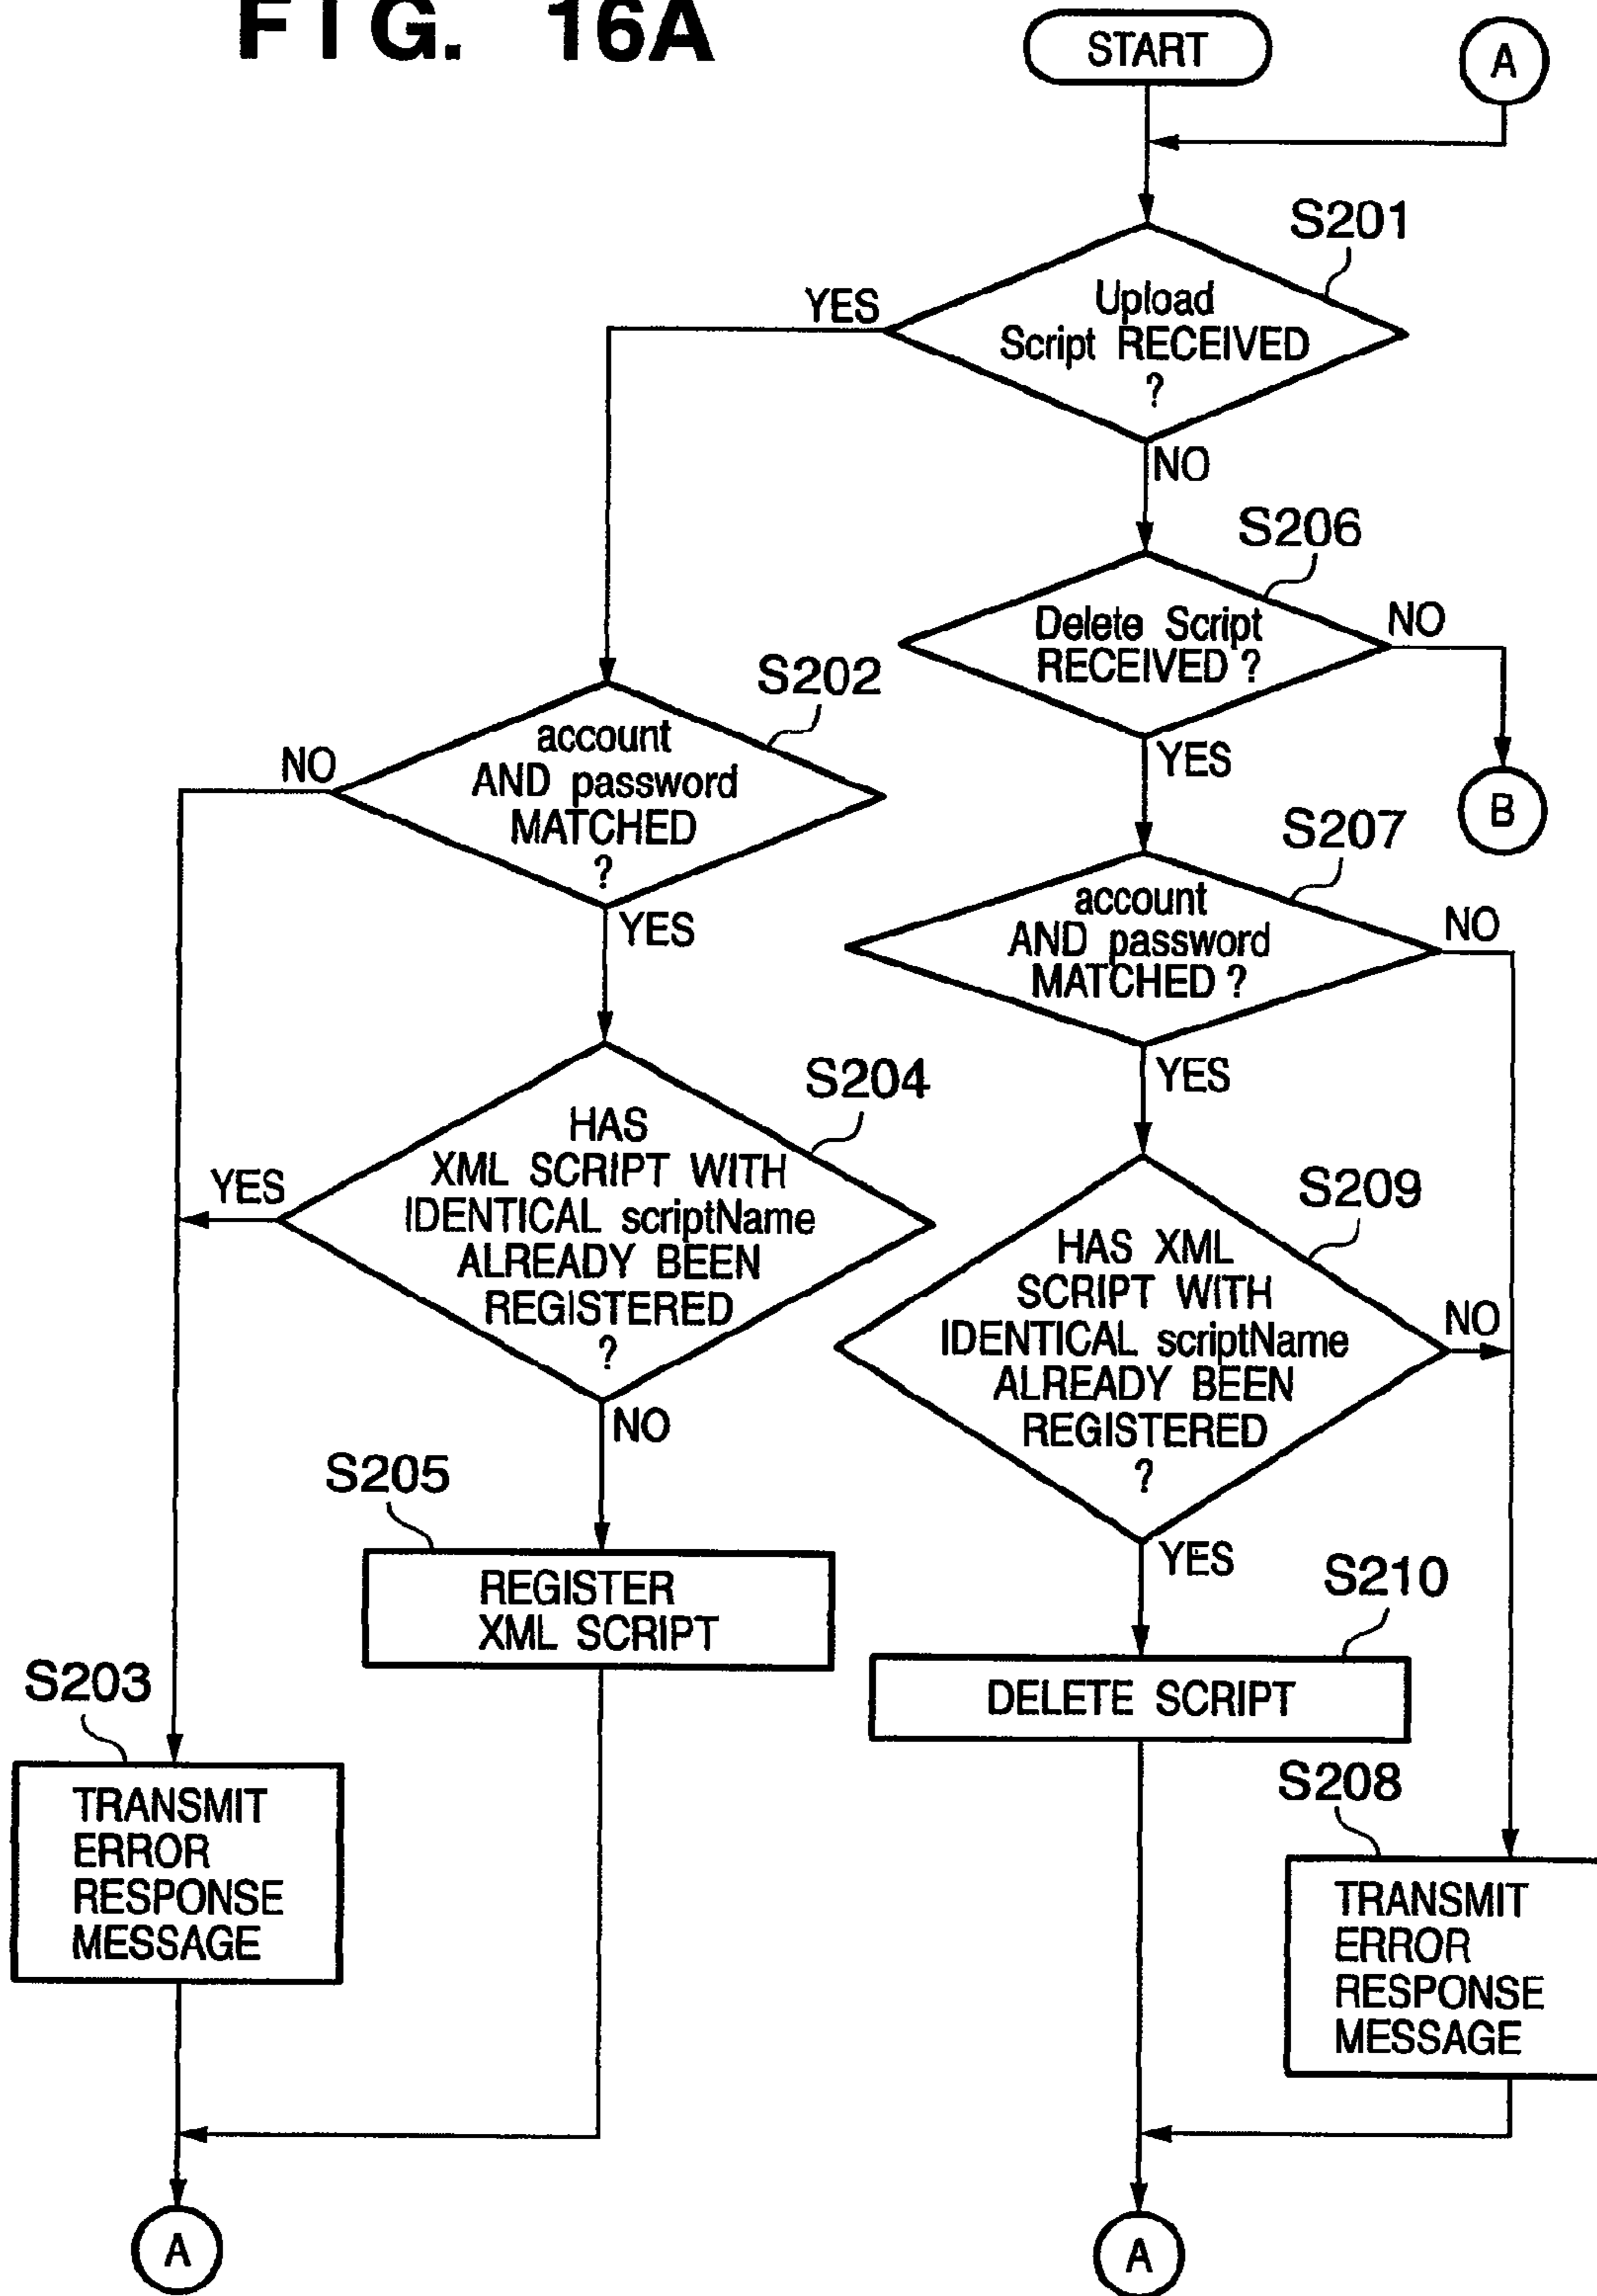 FIG. 16A
START
A
S201
Upload
Script RECEIVED
?
YES
NO
S206
Delete Script
RECEIVED ?
NO
YES
B
S202
account
AND password
MATCHED
?
NO
YES
S207
account
AND password
MATCHED ?
NO
YES
S204
HAS
XML SCRIPT WITH
IDENTICAL scriptName
ALREADY BEEN
REGISTERED
?
YES
NO
S209
HAS XML
SCRIPT WITH
IDENTICAL scriptName
ALREADY BEEN
REGISTERED
?
NO
YES
S205
REGISTER
XML SCRIPT
S210
DELETE SCRIPT
S203
TRANSMIT
ERROR
RESPONSE
MESSAGE
S208
TRANSMIT
ERROR
RESPONSE
MESSAGE
A
A